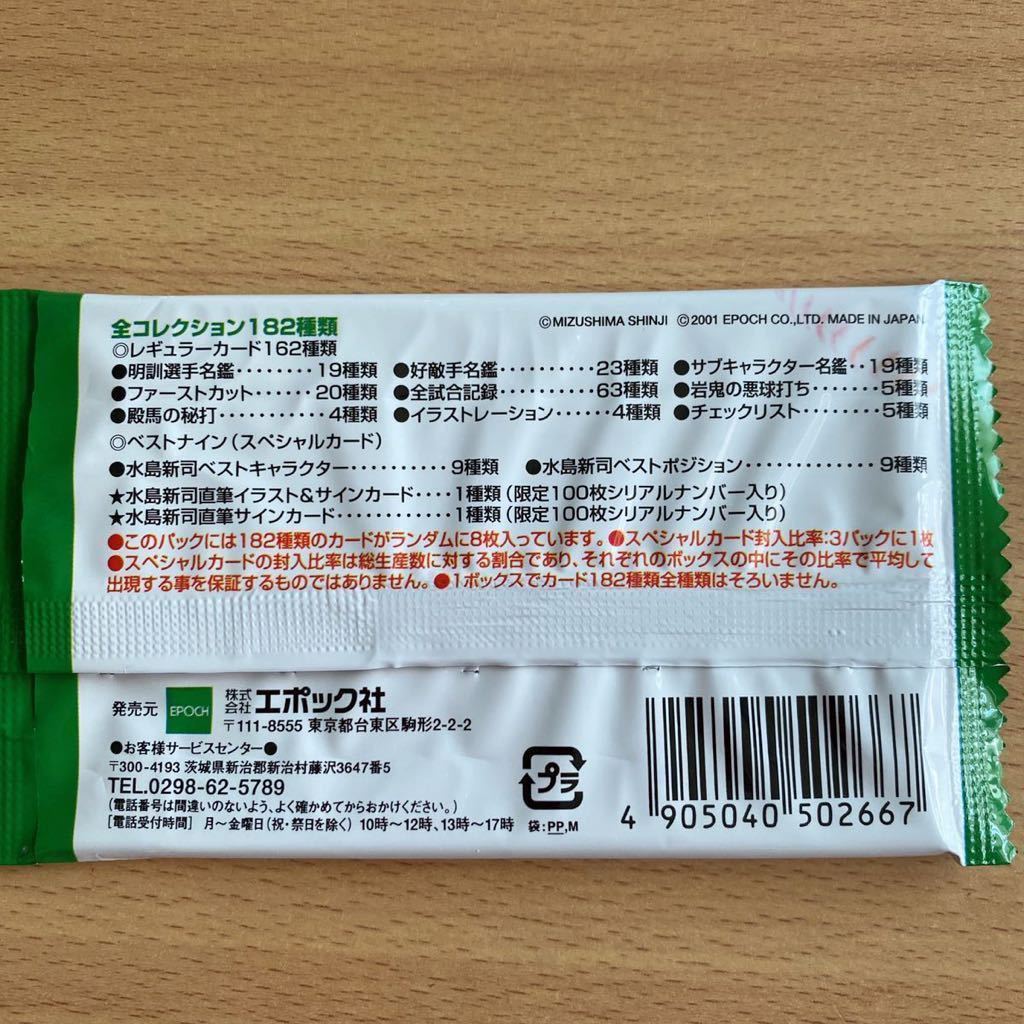 全コレクション182種類
©MIZUSHIMA SHINJI ©2001 EPOCH CO.,LTD. MADE IN JAPAN
◎レギュラーカード162種類
●明訓選手名鑑‥‥‥‥19種類 ●好敵手名鑑‥‥‥‥‥23種類 ●サブキャラクター名鑑‥19種類
●ファーストカット‥‥‥20種類 ●全試合記録‥‥‥‥‥63種類 ●岩鬼の悪球打ち‥‥‥5種類
●殿馬の秘打‥‥‥‥‥4種類 ●イラストレーション‥‥‥4種類 ●チェックリスト‥‥‥‥5種類
◎ベストナイン(スペシャルカード)
●水島新司ベストキャラクター‥‥‥‥‥9種類 ●水島新司ベストポジション‥‥‥‥‥‥9種類
★水島新司直筆イラスト&サインカード‥‥1種類(限定100枚シリアルナンバー入り)
★水島新司直筆サインカード‥‥‥‥‥‥1種類(限定100枚シリアルナンバー入り)
●このパックには182種類のカードがランダムに8枚入っています。●スペシャルカード封入比率:3パックに1枚
●スペシャルカードの封入比率は総生産数に対する割合であり、それぞれのボックスの中にその比率で平均して
出現する事を保証するものではありません。●1ボックスでカード182種類全種類はそろいません。
発売元 EPOCH 株式会社 エポック社
〒111-8555 東京都台東区駒形2-2-2
●お客様サービスセンター●
〒300-4193 茨城県新治郡新治村藤沢3647番5
TEL.0298-62-5789
(電話番号は間違いのないよう、よく確かめてからおかけください。)
[電話受付時間] 月〜金曜日(祝・祭日を除く) 10時〜12時、13時〜17時
プラ
袋:PP,M
4 905040 502667